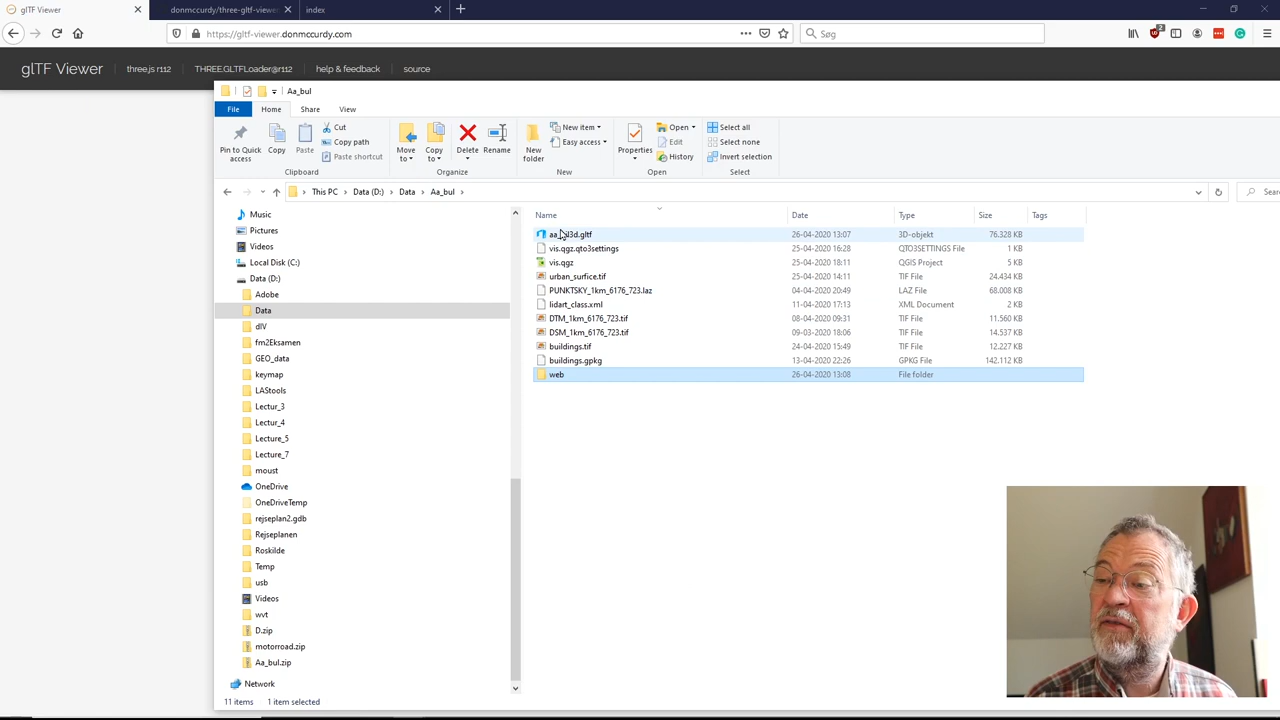 glTF Viewer
donmccurdy/three-gltf-viewer
index
https://gltf-viewer.donmccurdy.com
Søg
2
glTF Viewer
three.js r112
THREE.GLTFLoader@r112
help & feedback
source
Aa_bul
File
Home
Share
View
Pin to Quick access
Copy
Paste
Cut
Copy path
Paste shortcut
Clipboard
Move to
Copy to
Delete
Rename
Organize
New folder
New item
Easy access
New
Properties
Open
Edit
History
Open
Select all
Select none
Invert selection
Select
This PC
Data (D:)
Data
Aa_bul
Sear
Music
Pictures
Videos
Local Disk (C:)
Data (D:)
Adobe
Data
dIV
fm2Eksamen
GEO_data
keymap
LAStools
Lectur_3
Lectur_4
Lecture_5
Lecture_7
moust
OneDrive
OneDriveTemp
rejseplan2.gdb
Rejseplanen
Roskilde
Temp
usb
Videos
wvt
D.zip
motorroad.zip
Aa_bul.zip
Network
Name Date Type Size Tags
26-04-2020 13:07 3D-objekt 76.328 KB
vis.qgz.qto3settings 25-04-2020 16:28 QTO3SETTINGS File 1 KB
vis.qgz 25-04-2020 18:11 QGIS Project 5 KB
urban_surfice.tif 25-04-2020 14:11 TIF File 24.434 KB
PUNKTSKY_1km_6176_723.laz 04-04-2020 20:49 LAZ File 68.008 KB
lidart_class.xml 11-04-2020 17:13 XML Document 2 KB
DTM_1km_6176_723.tif 08-04-2020 09:31 TIF File 11.560 KB
DSM_1km_6176_723.tif 09-03-2020 18:06 TIF File 14.537 KB
buildings.tif 24-04-2020 15:49 TIF File 12.227 KB
buildings.gpkg 13-04-2020 22:26 GPKG File 142.112 KB
web 26-04-2020 13:08 File folder
11 items 1 item selected